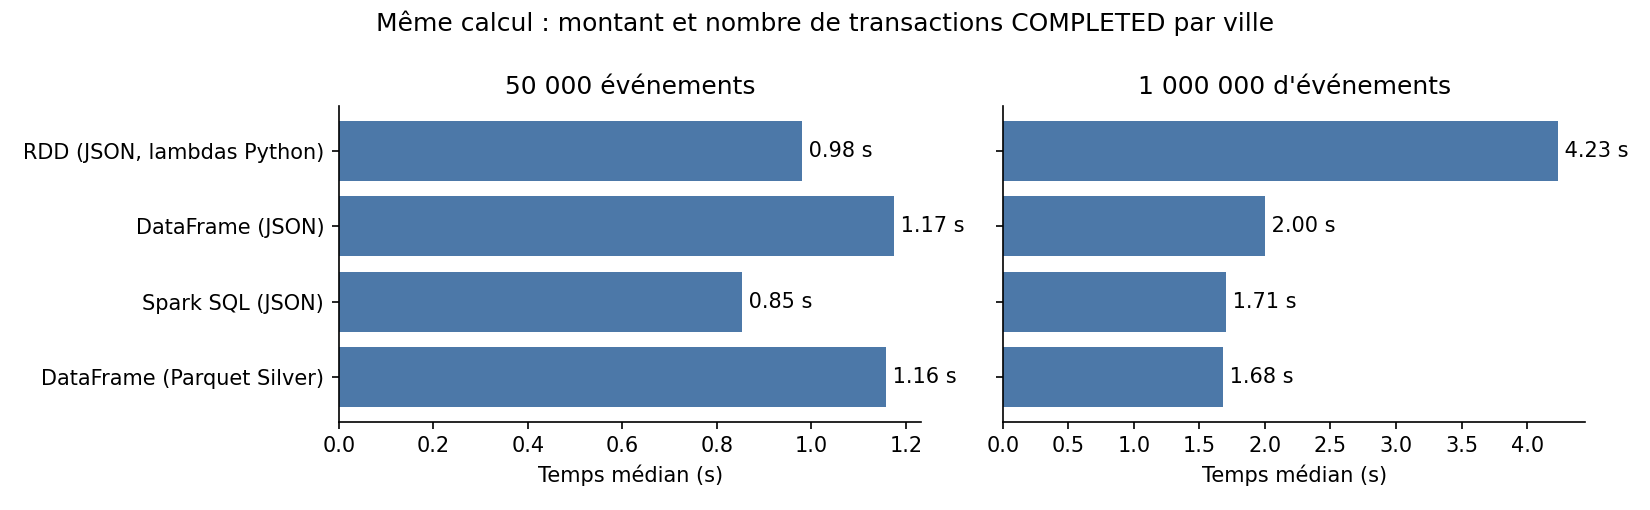 Même calcul : montant et nombre de transactions COMPLETED par ville
50 000 événements
RDD (JSON, lambdas Python)
0.98 s
DataFrame (JSON)
1.17 s
Spark SQL (JSON)
0.85 s
DataFrame (Parquet Silver)
1.16 s
0.0 0.2 0.4 0.6 0.8 1.0 1.2
Temps médian (s)
1 000 000 d'événements
4.23 s
2.00 s
1.71 s
1.68 s
0.0 0.5 1.0 1.5 2.0 2.5 3.0 3.5 4.0
Temps médian (s)